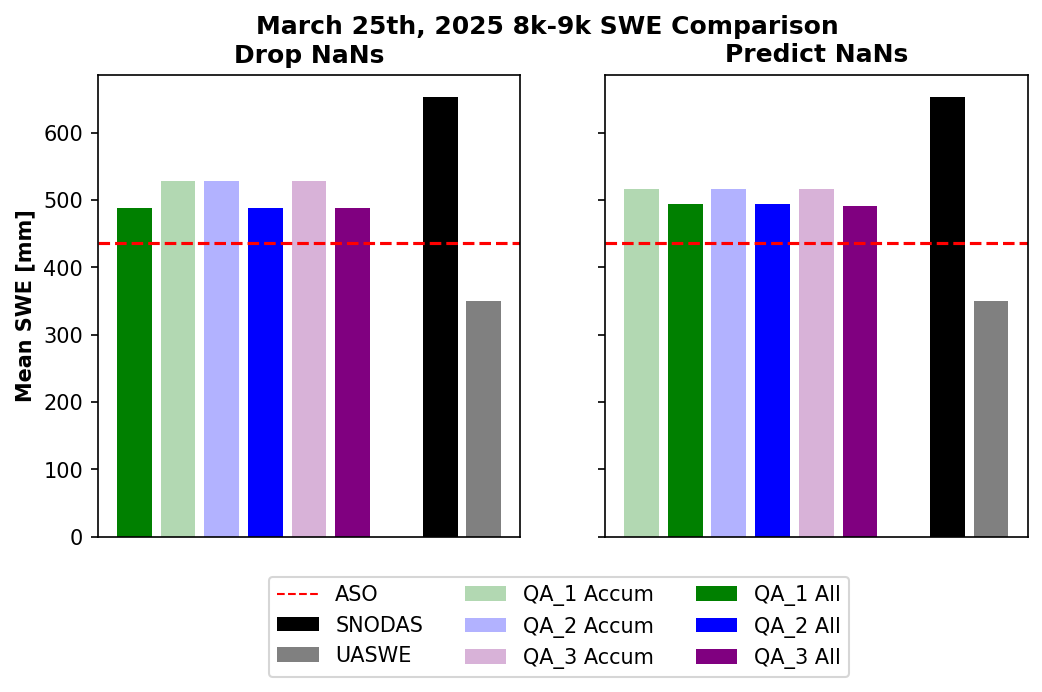 March 25th, 2025 8k-9k SWE Comparison
Drop NaNs
Predict NaNs
Mean SWE [mm]
600
500
400
300
200
100
0
ASO
SNODAS
UASWE
QA_1 Accum
QA_2 Accum
QA_3 Accum
QA_1 All
QA_2 All
QA_3 All